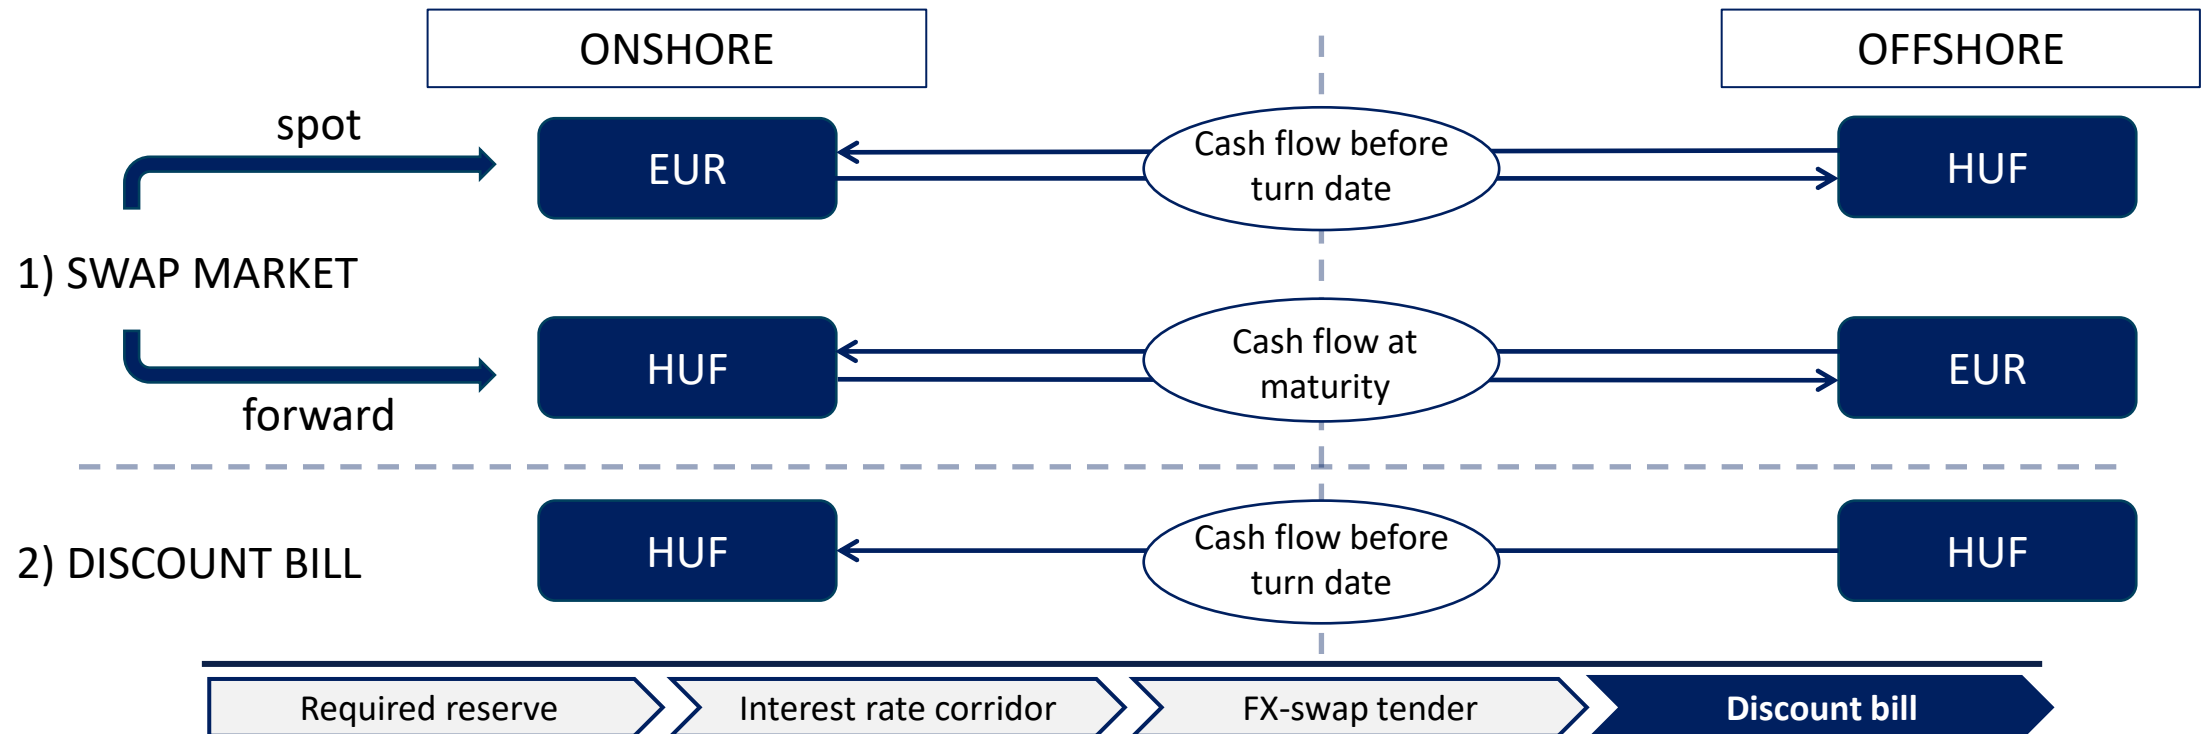 ONSHORE
OFFSHORE
spot
EUR
Cash flow before
turn date
HUF
1) SWAP MARKET
HUF
Cash flow at
maturity
EUR
forward
2) DISCOUNT BILL
HUF
Cash flow before
turn date
HUF
Required reserve
Interest rate corridor
FX-swap tender
Discount bill